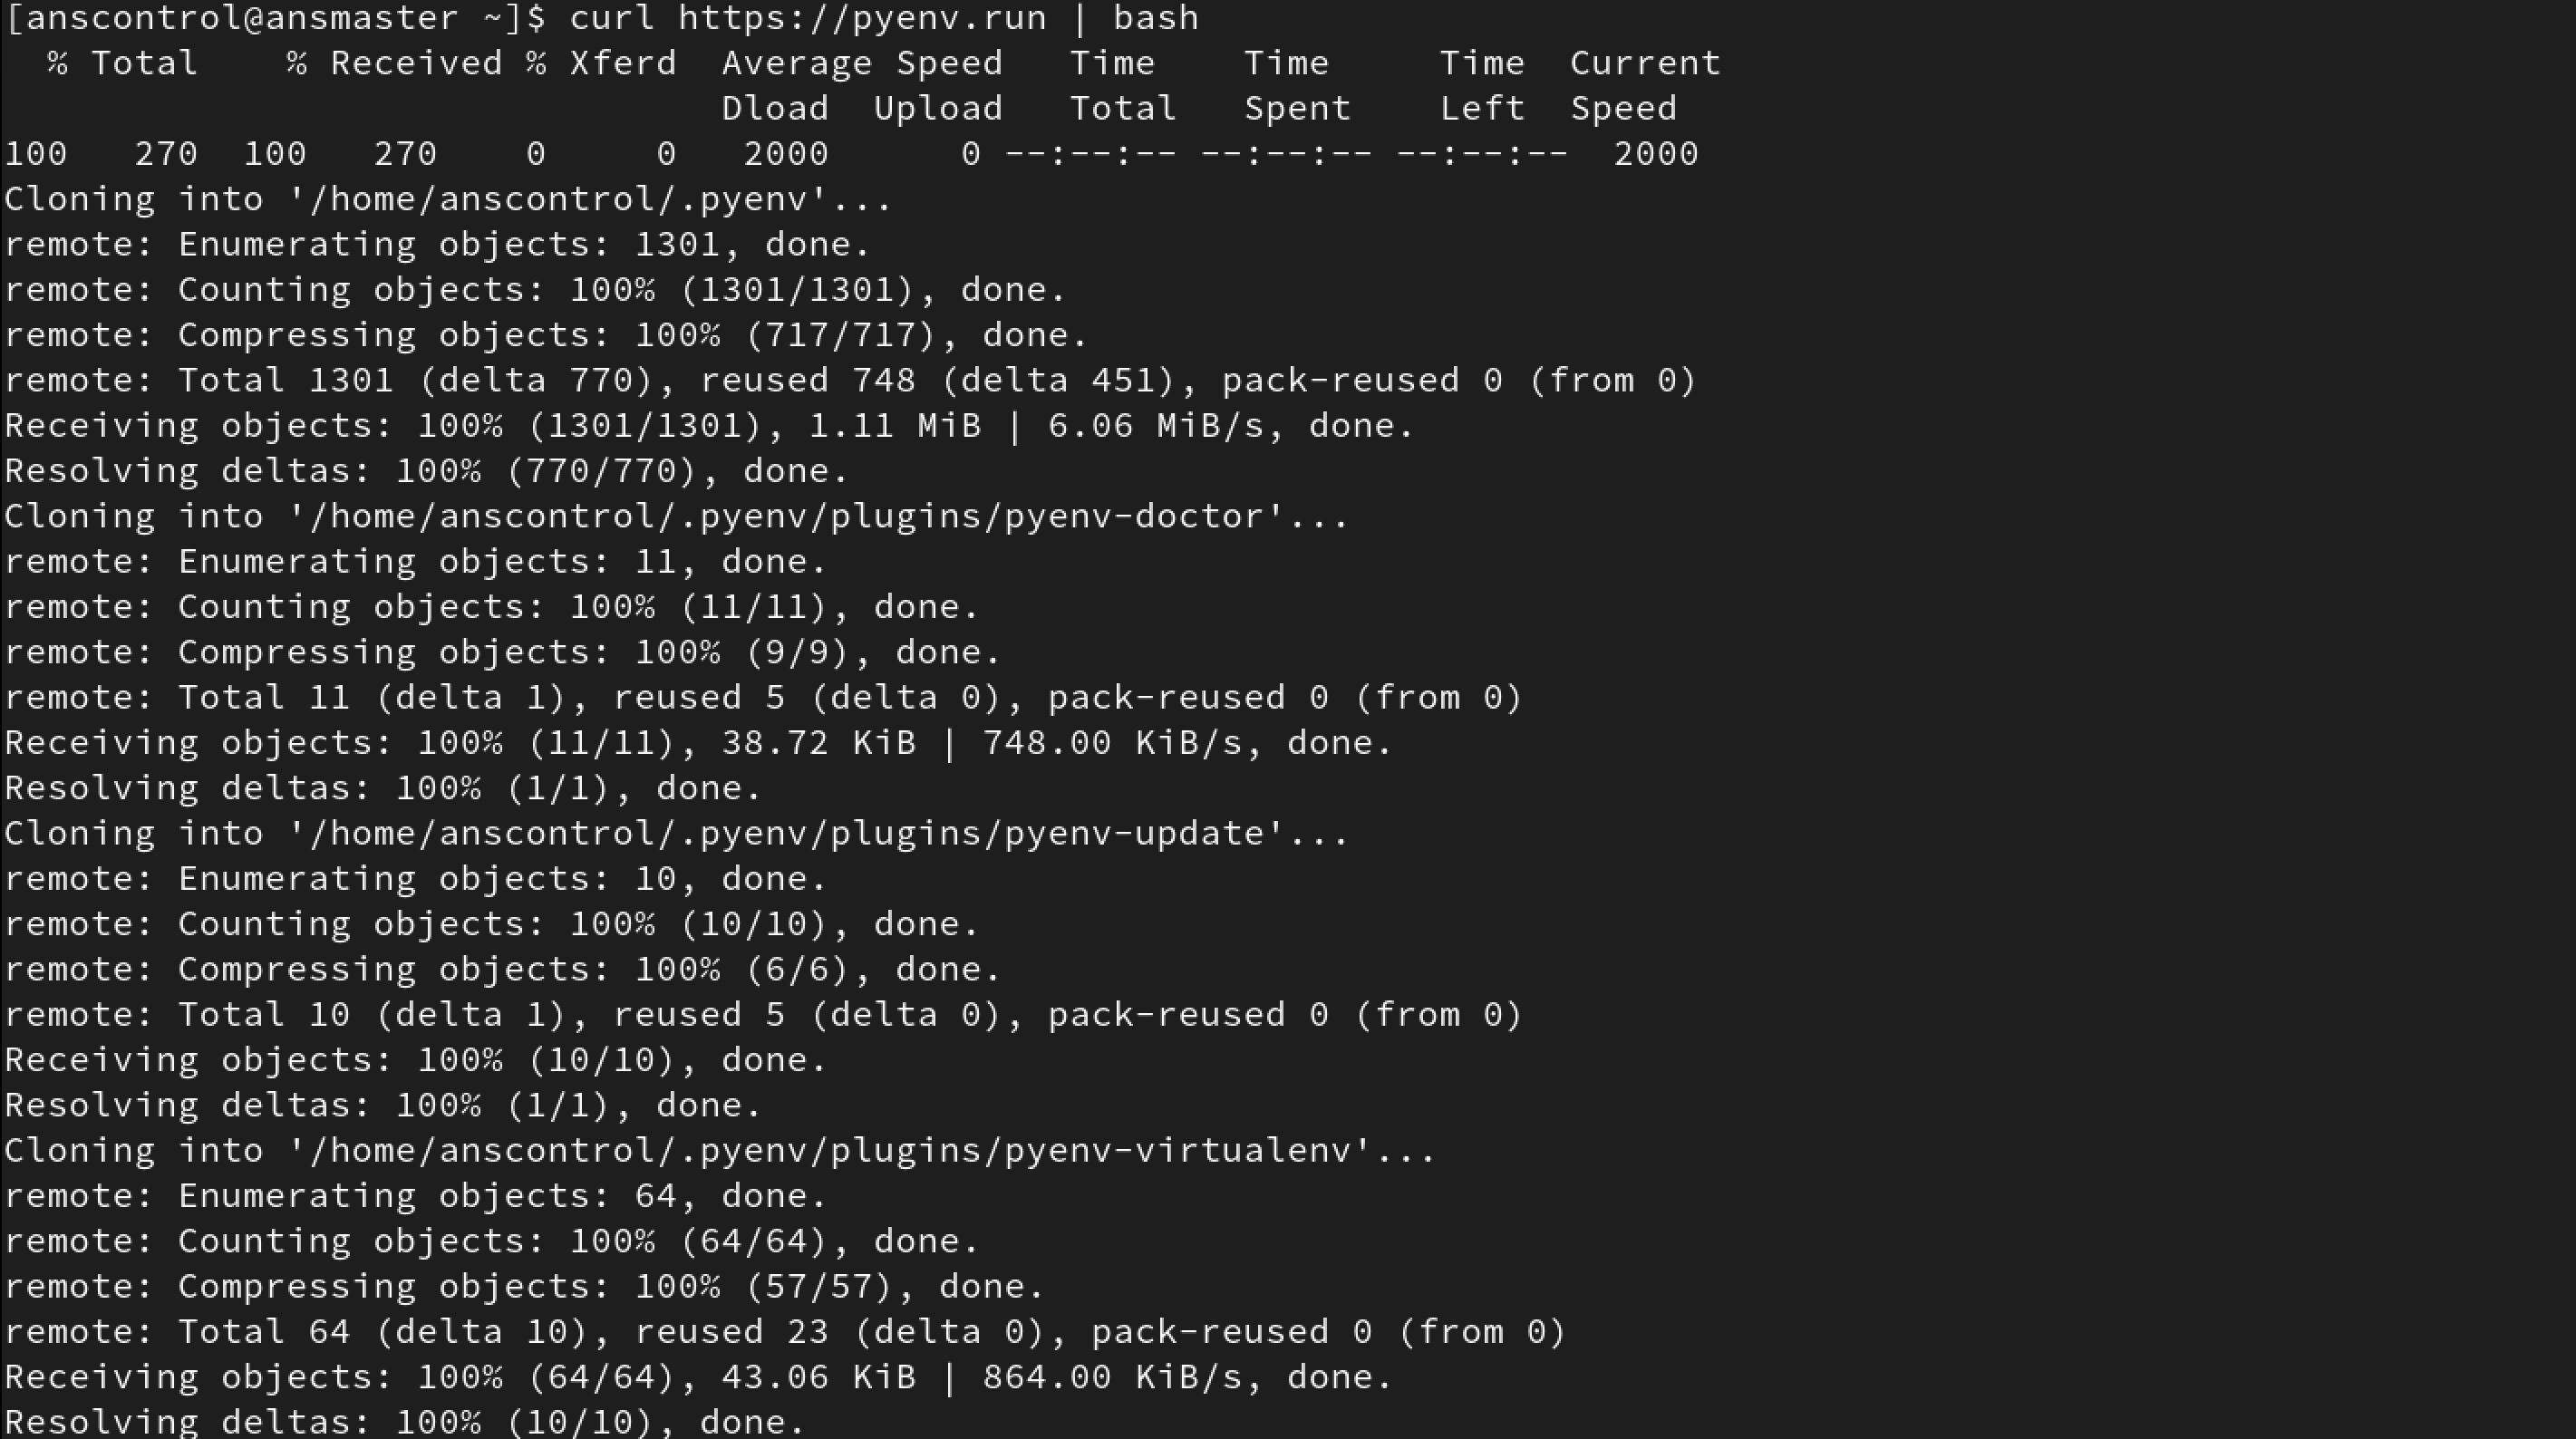 [anscontrol@ansmaster ~]$ curl https://pyenv.run | bash
  % Total    % Received % Xferd  Average Speed   Time    Time     Time  Current
                                 Dload  Upload   Total   Spent    Left  Speed
100   270  100   270    0     0   2000      0 --:--:-- --:--:-- --:--:--  2000
Cloning into '/home/anscontrol/.pyenv'...
remote: Enumerating objects: 1301, done.
remote: Counting objects: 100% (1301/1301), done.
remote: Compressing objects: 100% (717/717), done.
remote: Total 1301 (delta 770), reused 748 (delta 451), pack-reused 0 (from 0)
Receiving objects: 100% (1301/1301), 1.11 MiB | 6.06 MiB/s, done.
Resolving deltas: 100% (770/770), done.
Cloning into '/home/anscontrol/.pyenv/plugins/pyenv-doctor'...
remote: Enumerating objects: 11, done.
remote: Counting objects: 100% (11/11), done.
remote: Compressing objects: 100% (9/9), done.
remote: Total 11 (delta 1), reused 5 (delta 0), pack-reused 0 (from 0)
Receiving objects: 100% (11/11), 38.72 KiB | 748.00 KiB/s, done.
Resolving deltas: 100% (1/1), done.
Cloning into '/home/anscontrol/.pyenv/plugins/pyenv-update'...
remote: Enumerating objects: 10, done.
remote: Counting objects: 100% (10/10), done.
remote: Compressing objects: 100% (6/6), done.
remote: Total 10 (delta 1), reused 5 (delta 0), pack-reused 0 (from 0)
Receiving objects: 100% (10/10), done.
Resolving deltas: 100% (1/1), done.
Cloning into '/home/anscontrol/.pyenv/plugins/pyenv-virtualenv'...
remote: Enumerating objects: 64, done.
remote: Counting objects: 100% (64/64), done.
remote: Compressing objects: 100% (57/57), done.
remote: Total 64 (delta 10), reused 23 (delta 0), pack-reused 0 (from 0)
Receiving objects: 100% (64/64), 43.06 KiB | 864.00 KiB/s, done.
Resolving deltas: 100% (10/10), done.